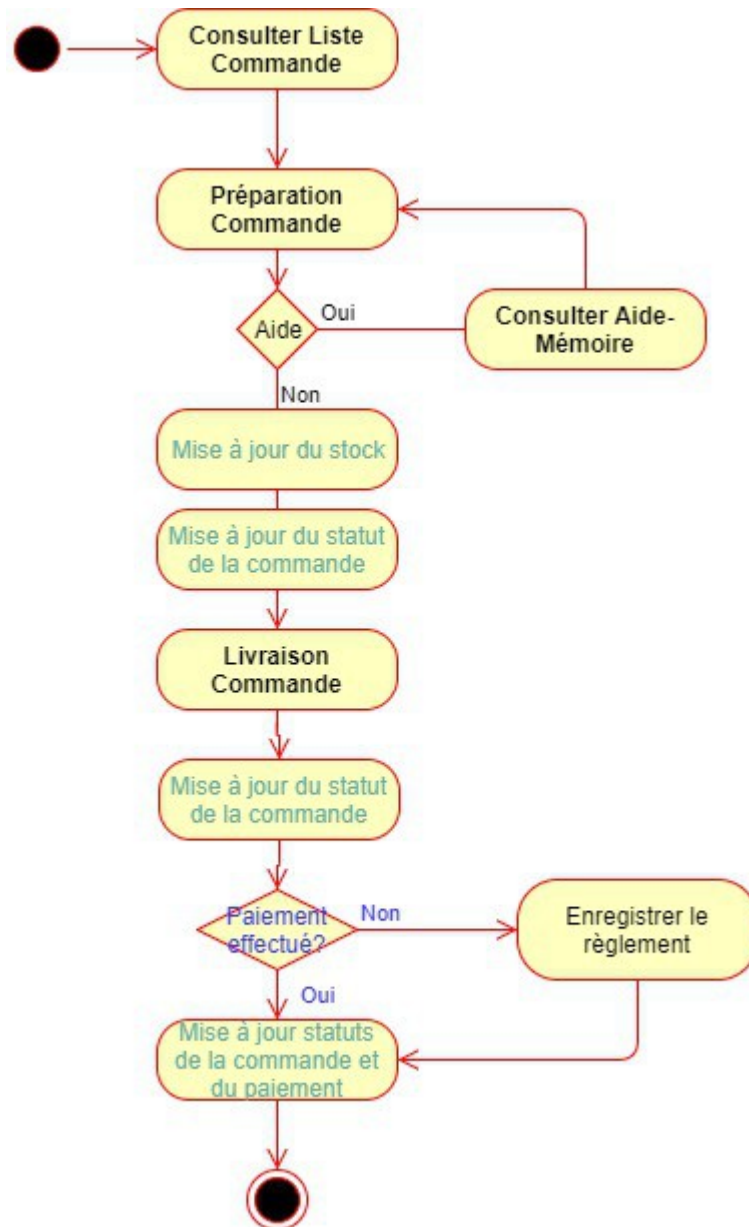 Consulter Liste
Commande
Préparation
Commande
Aide
Oui
Consulter Aide-
Mémoire
Non
Mise à jour du stock
Mise à jour du statut
de la commande
Livraison
Commande
Mise à jour du statut
de la commande
Paiement
effectué?
Non
Enregistrer le
règlement
Oui
Mise à jour statuts
de la commande et
du paiement